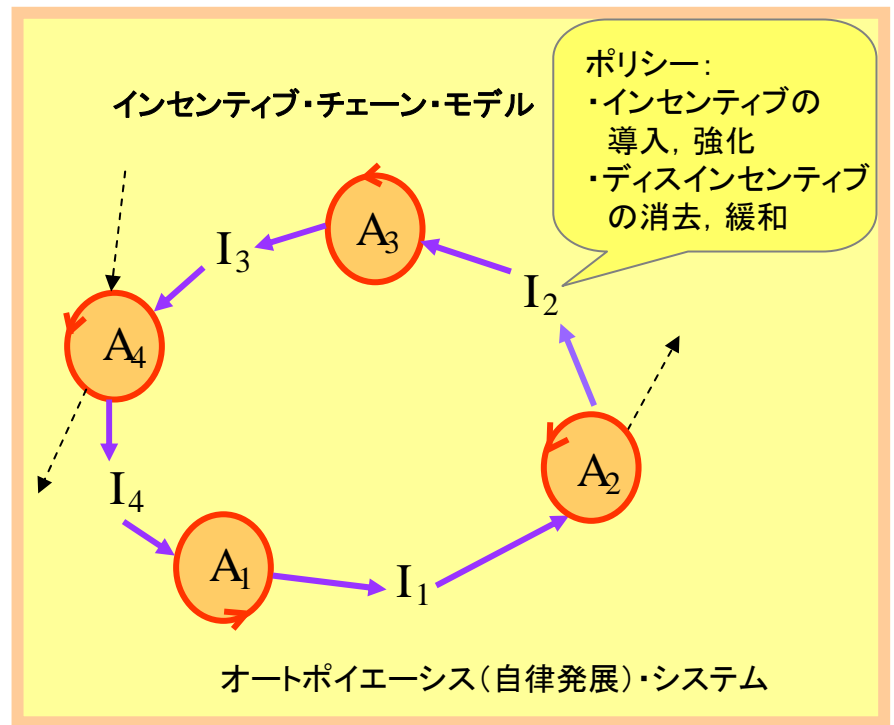 ポリシー：
・インセンティブの
導入，強化
・ディスインセンティブ
の消去，緩和
インセンティブ・チェーン・モデル
A₃
I₃
I₂
A₄
A₂
I₄
A₁
I₁
オートポイエーシス（自律発展）・システム